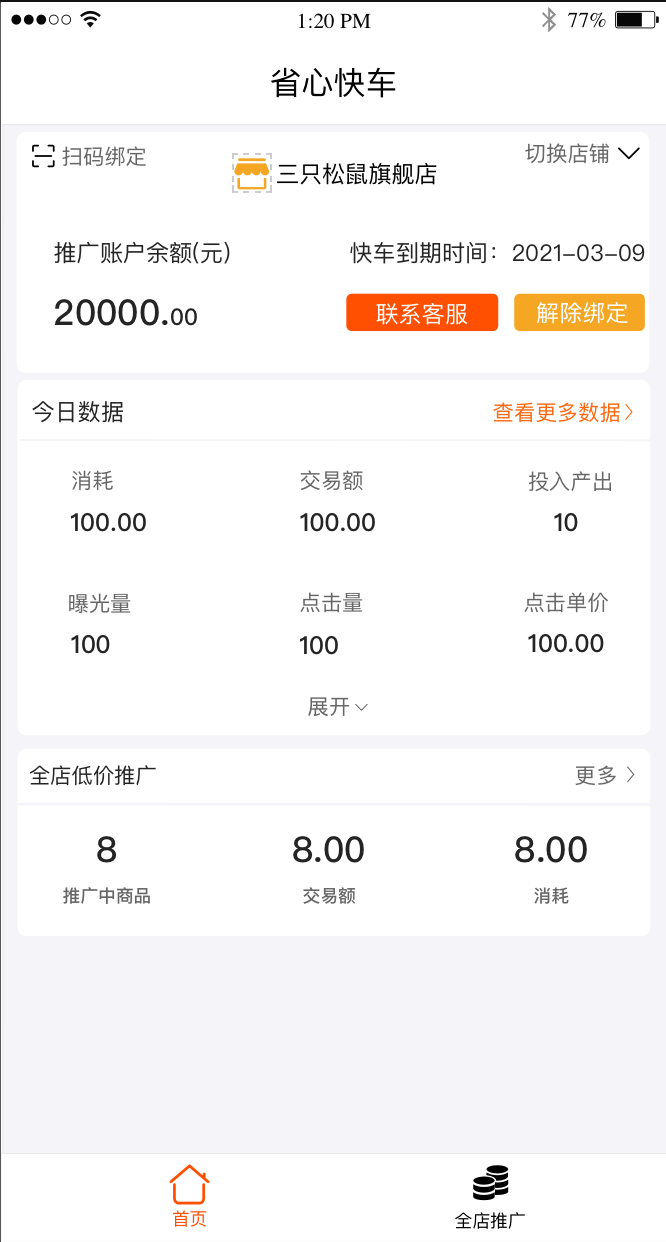 1:20 PM 77%
省心快车
扫码绑定 三只松鼠旗舰店 切换店铺
推广账户余额(元) 快车到期时间：2021-03-09
20000.00 联系客服 解除绑定
今日数据 查看更多数据
消耗 交易额 投入产出
100.00 100.00 10
曝光量 点击量 点击单价
100 100 100.00
展开
全店低价推广 更多
8 8.00 8.00
推广中商品 交易额 消耗
首页 全店推广